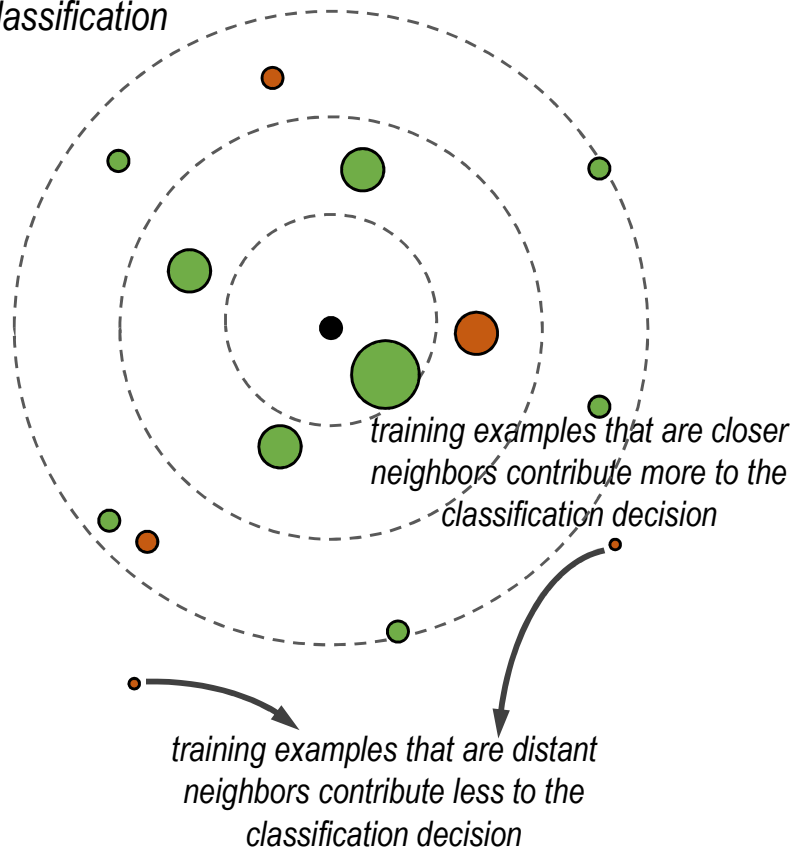 lassification
training examples that are closer
neighbors contribute more to the
classification decision
training examples that are distant
neighbors contribute less to the
classification decision